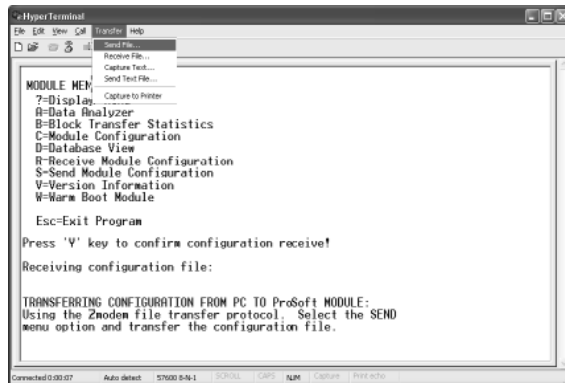 HyperTerminal
File Edit View Call Transfer Help
Send File...
Receive File...
Capture Text...
Send Text File...
Capture to Printer
MODULE MEN
?=Display
A=Data Analyzer
B=Block Transfer Statistics
C=Module Configuration
D=Database View
R=Receive Module Configuration
S=Send Module Configuration
V=Version Information
W=Warm Boot Module
Esc=Exit Program
Press 'Y' key to confirm configuration receive!
Receiving configuration file:
TRANSFERRING CONFIGURATION FROM PC TO ProSoft MODULE:
Using the Zmodem file transfer protocol. Select the SEND
menu option and transfer the configuration file.
Connected 0:00:07 Auto detect 57600 8-N-1 SCROLL CAPS NUM Capture Print echo